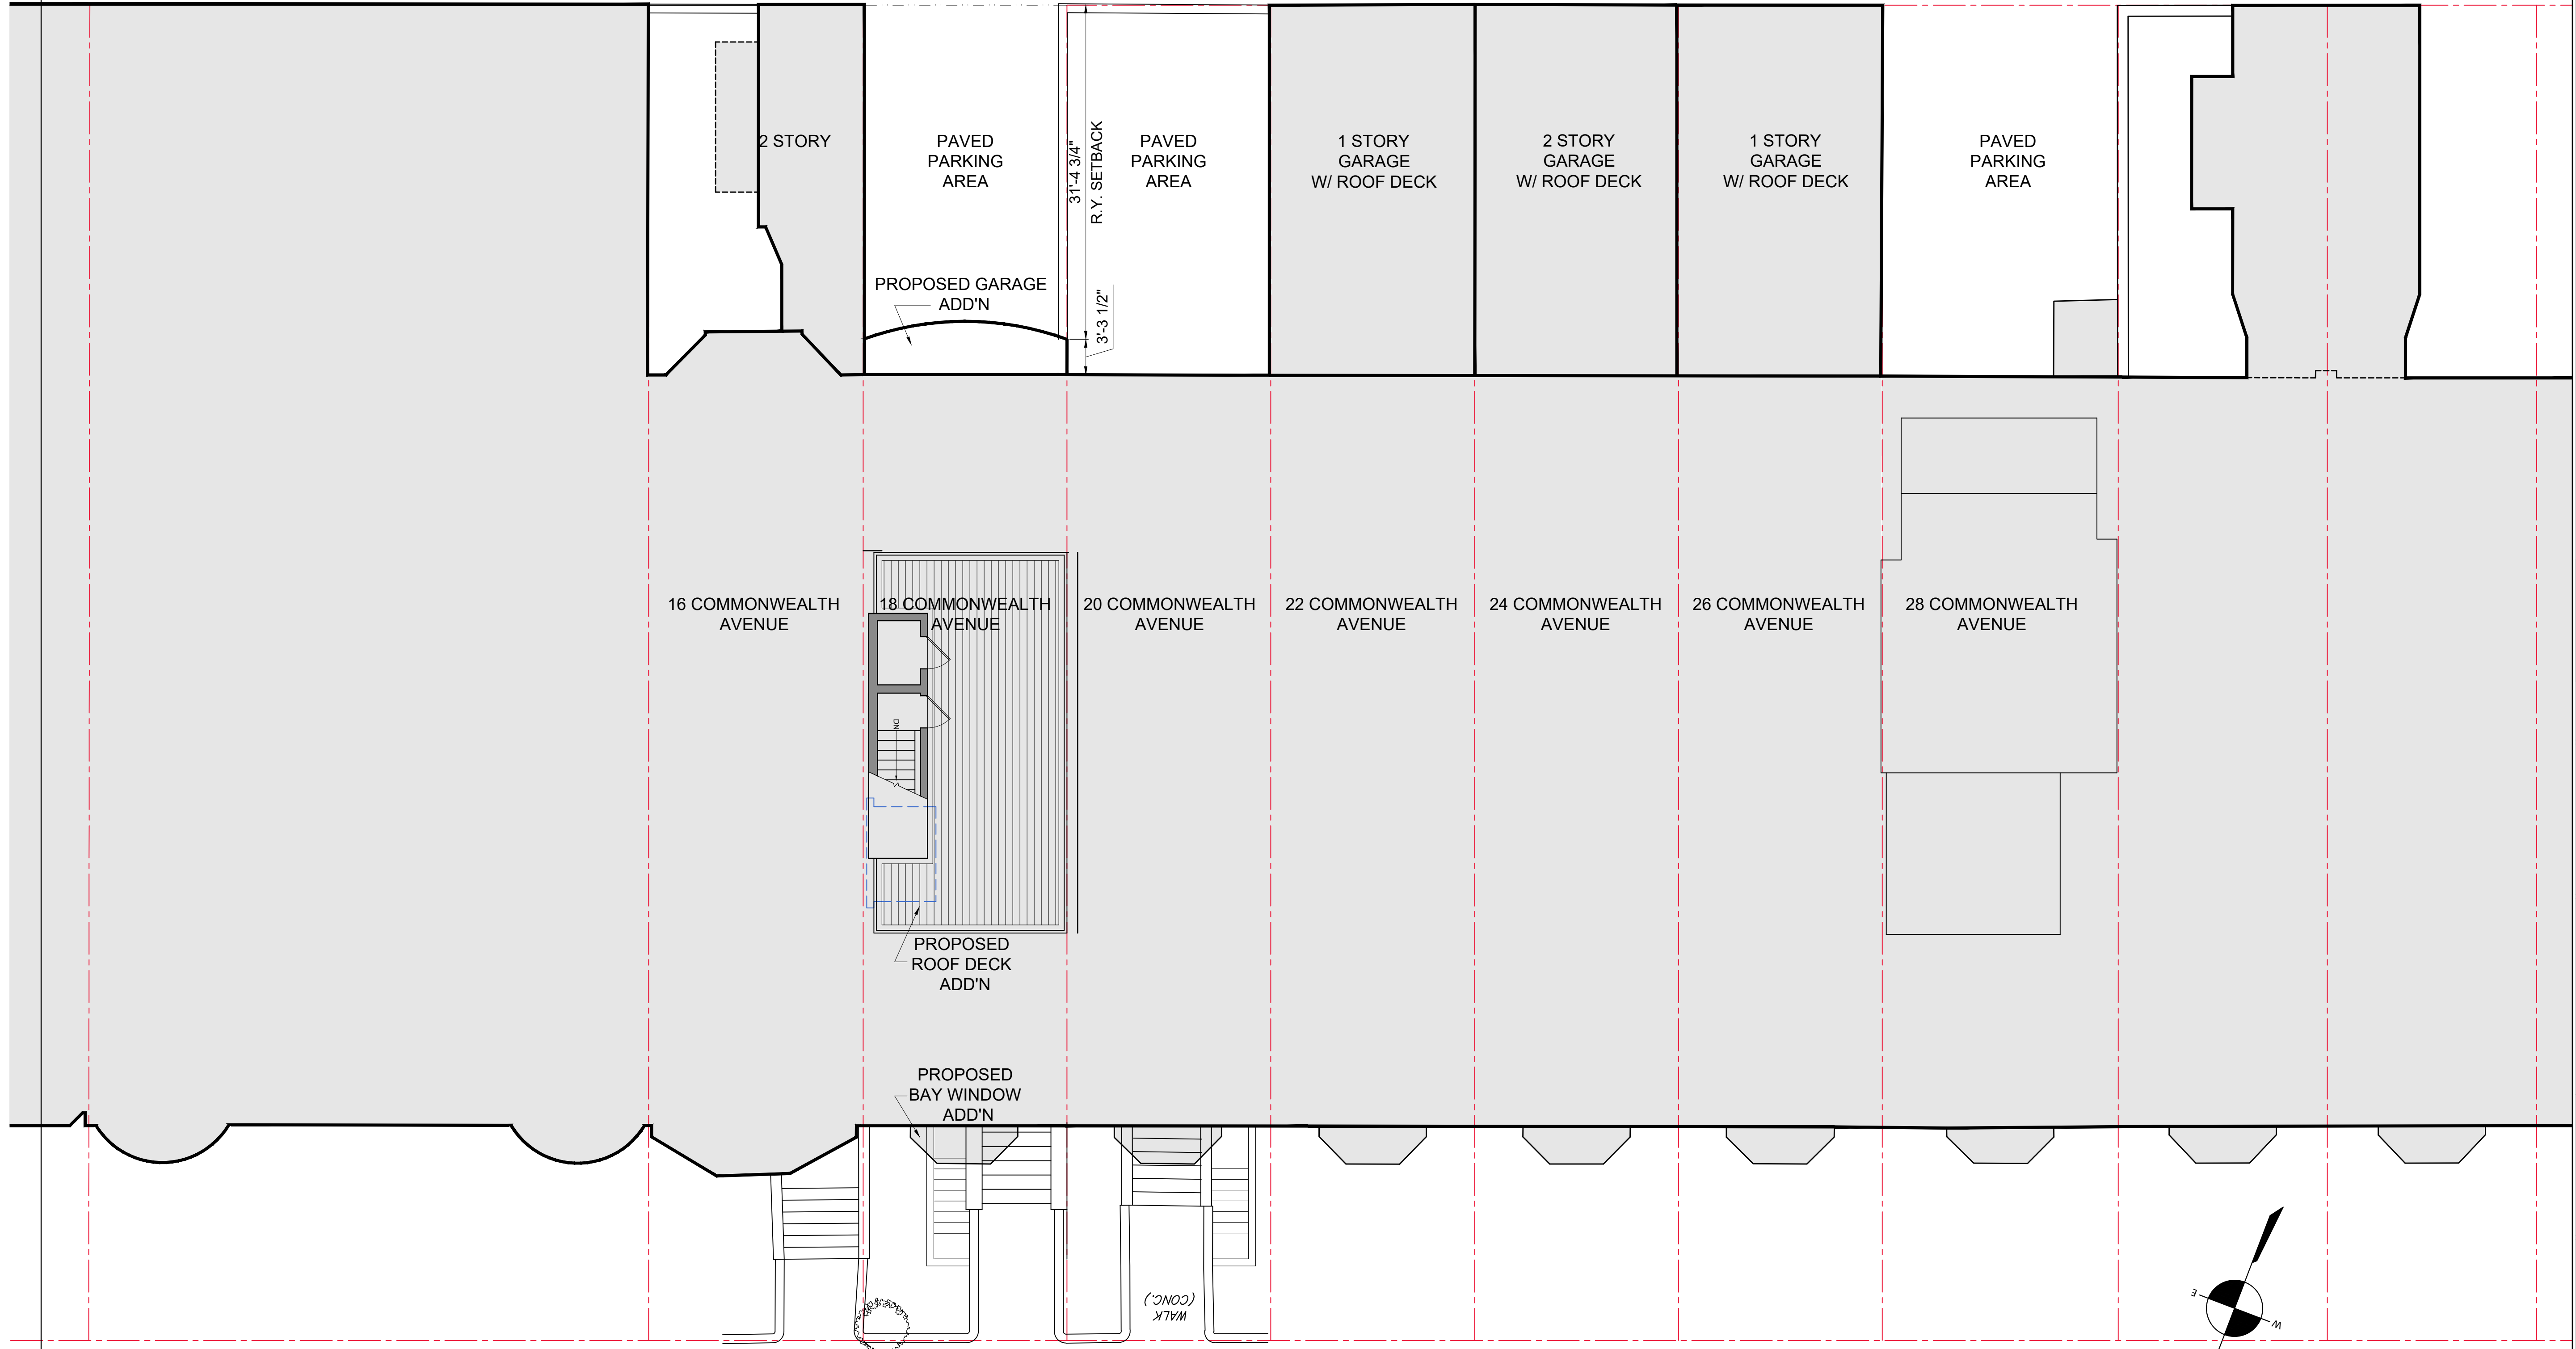 2 STORY
PAVED
PARKING
AREA
31'-4 3/4"
R.Y. SETBACK
PAVED
PARKING
AREA
1 STORY
GARAGE
W/ ROOF DECK
2 STORY
GARAGE
W/ ROOF DECK
1 STORY
GARAGE
W/ ROOF DECK
PAVED
PARKING
AREA
PROPOSED GARAGE
ADD'N
3'-3 1/2"
16 COMMONWEALTH
AVENUE
18 COMMONWEALTH
AVENUE
20 COMMONWEALTH
AVENUE
22 COMMONWEALTH
AVENUE
24 COMMONWEALTH
AVENUE
26 COMMONWEALTH
AVENUE
28 COMMONWEALTH
AVENUE
DN
PROPOSED
ROOF DECK
ADD'N
PROPOSED
BAY WINDOW
ADD'N
WALK
(CONC.)
E
W